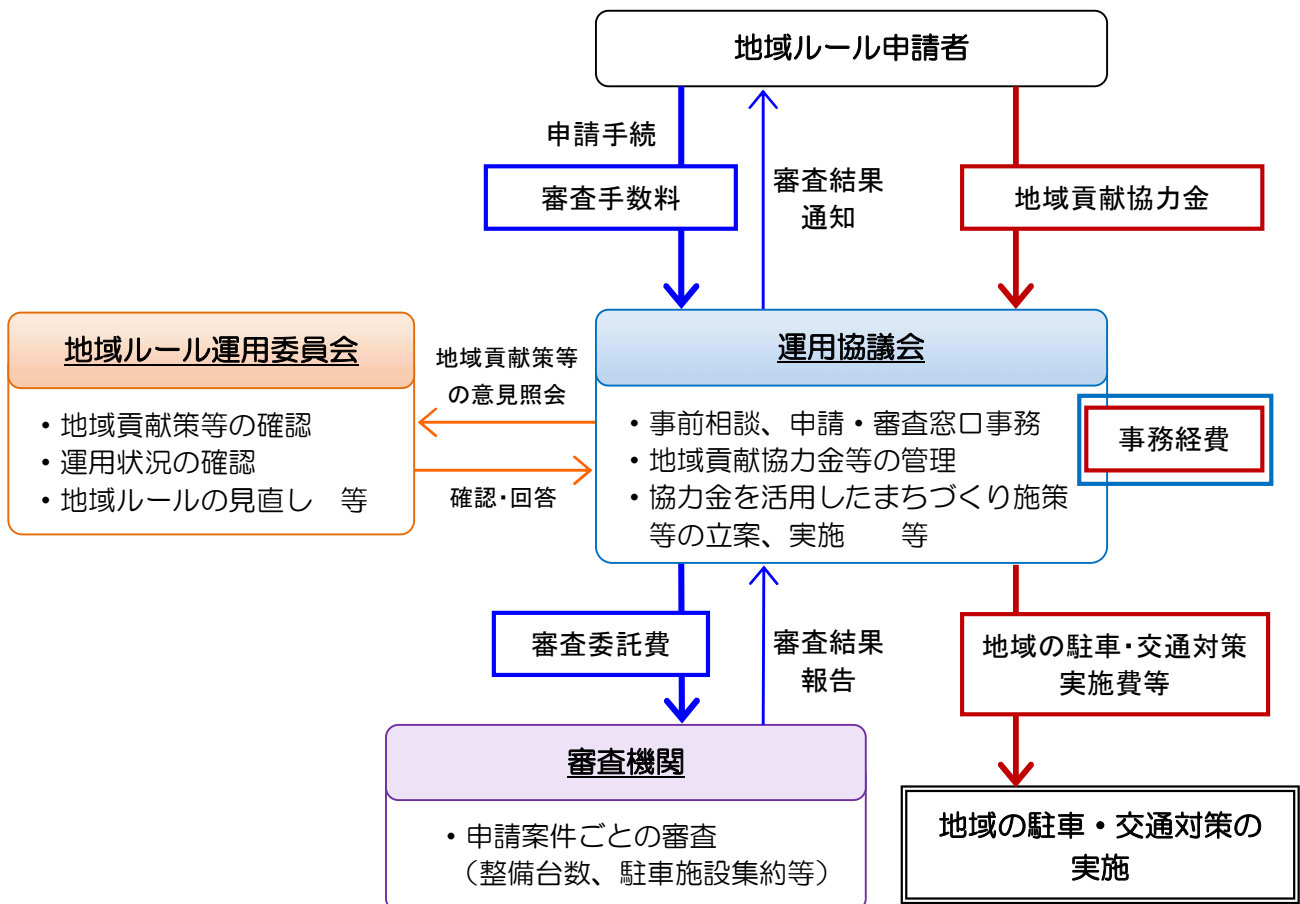 地域ルール申請者
申請手続
審査手数料
審査結果
通知
地域貢献協力金
地域ルール運用委員会
・地域貢献策等の確認
・運用状況の確認
・地域ルールの見直し　等
地域貢献策等
の意見照会
確認・回答
運用協議会
・事前相談、申請・審査窓口事務
・地域貢献協力金等の管理
・協力金を活用したまちづくり施策
等の立案、実施　　等
事務経費
審査委託費
審査結果
報告
地域の駐車・交通対策
実施費等
審査機関
・申請案件ごとの審査
（整備台数、駐車施設集約等）
地域の駐車・交通対策の
実施